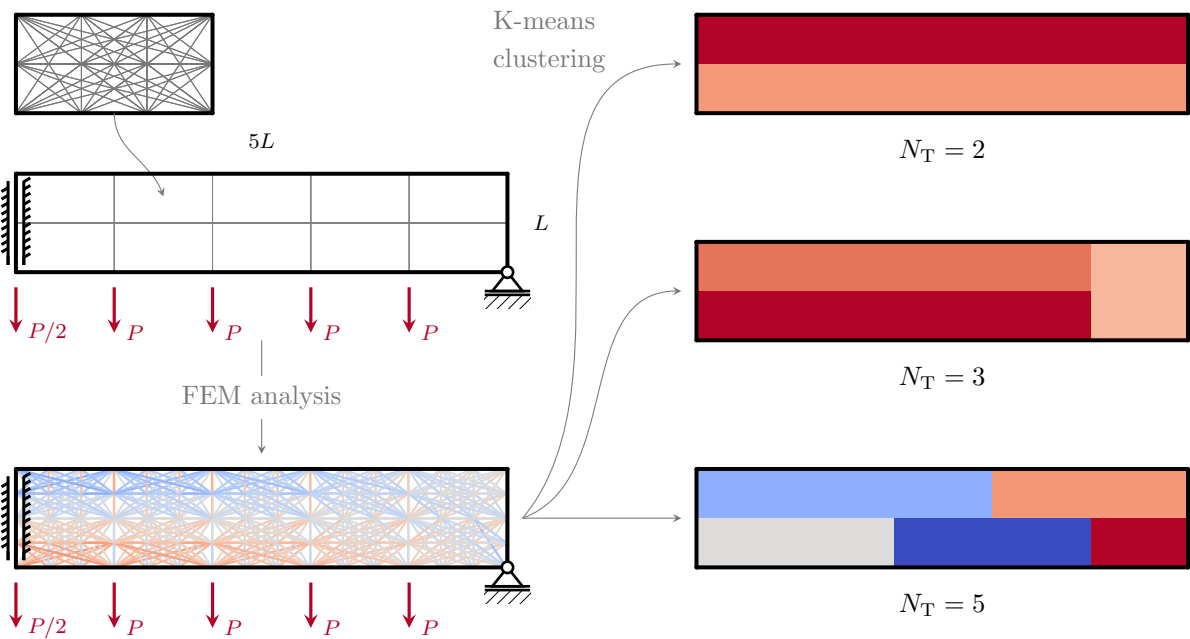 K-means
clustering
5L
N_T = 2
L
P/2 P P P P
N_T = 3
FEM analysis
P/2 P P P P
N_T = 5